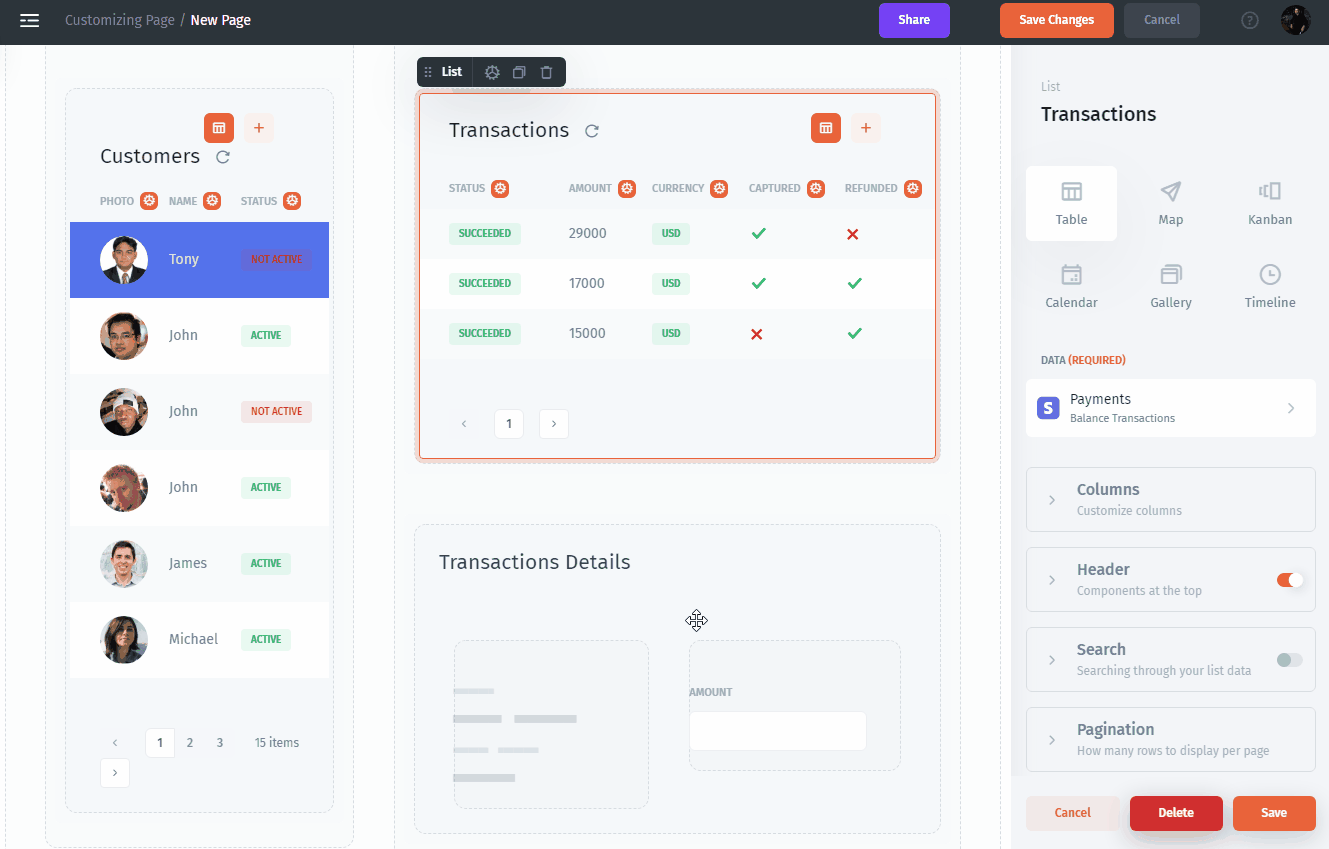 Customizing Page / New Page
Share
Save Changes
Cancel
?
List
Customers
PHOTO NAME STATUS
Tony NOT ACTIVE
John ACTIVE
John NOT ACTIVE
John ACTIVE
James ACTIVE
Michael ACTIVE
1 2 3 15 items
Transactions
STATUS AMOUNT CURRENCY CAPTURED REFUNDED
SUCCEEDED 29000 USD
SUCCEEDED 17000 USD
SUCCEEDED 15000 USD
1
Transactions Details
AMOUNT
List
Transactions
Table Map Kanban
Calendar Gallery Timeline
DATA (REQUIRED)
S
Payments
Balance Transactions
Columns
Customize columns
Header
Components at the top
Search
Searching through your list data
Pagination
How many rows to display per page
Cancel
Delete
Save